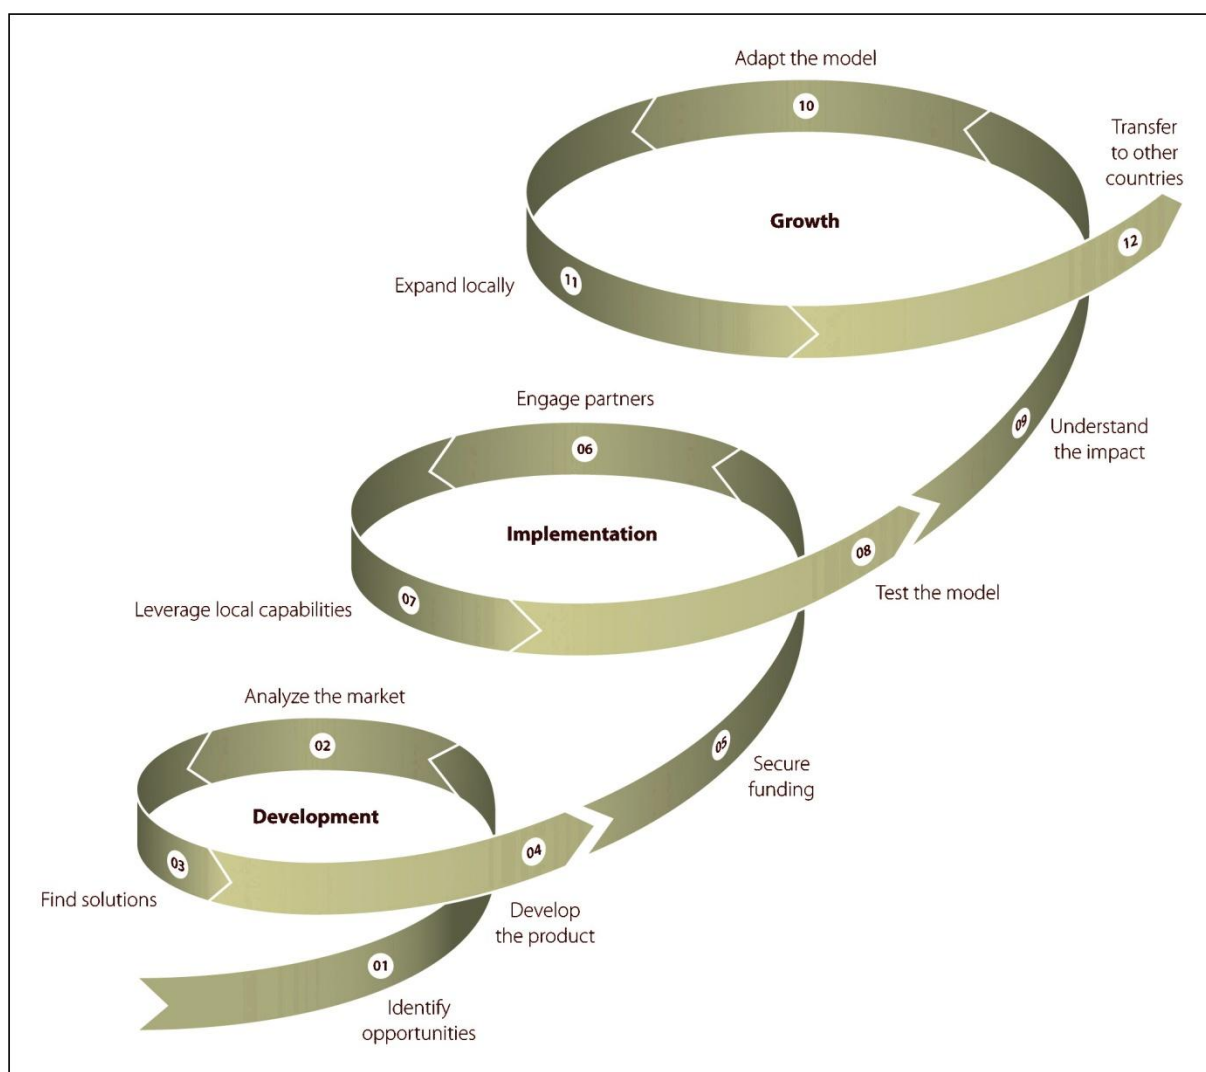 Adapt the model
10
Transfer
to other
countries
12
Growth
11
Expand locally
09
Understand
the impact
Engage partners
06
Implementation
08
Test the model
07
Leverage local capabilities
Analyze the market
02
05
Secure
funding
Development
04
03
Find solutions
Develop
the product
01
Identify
opportunities